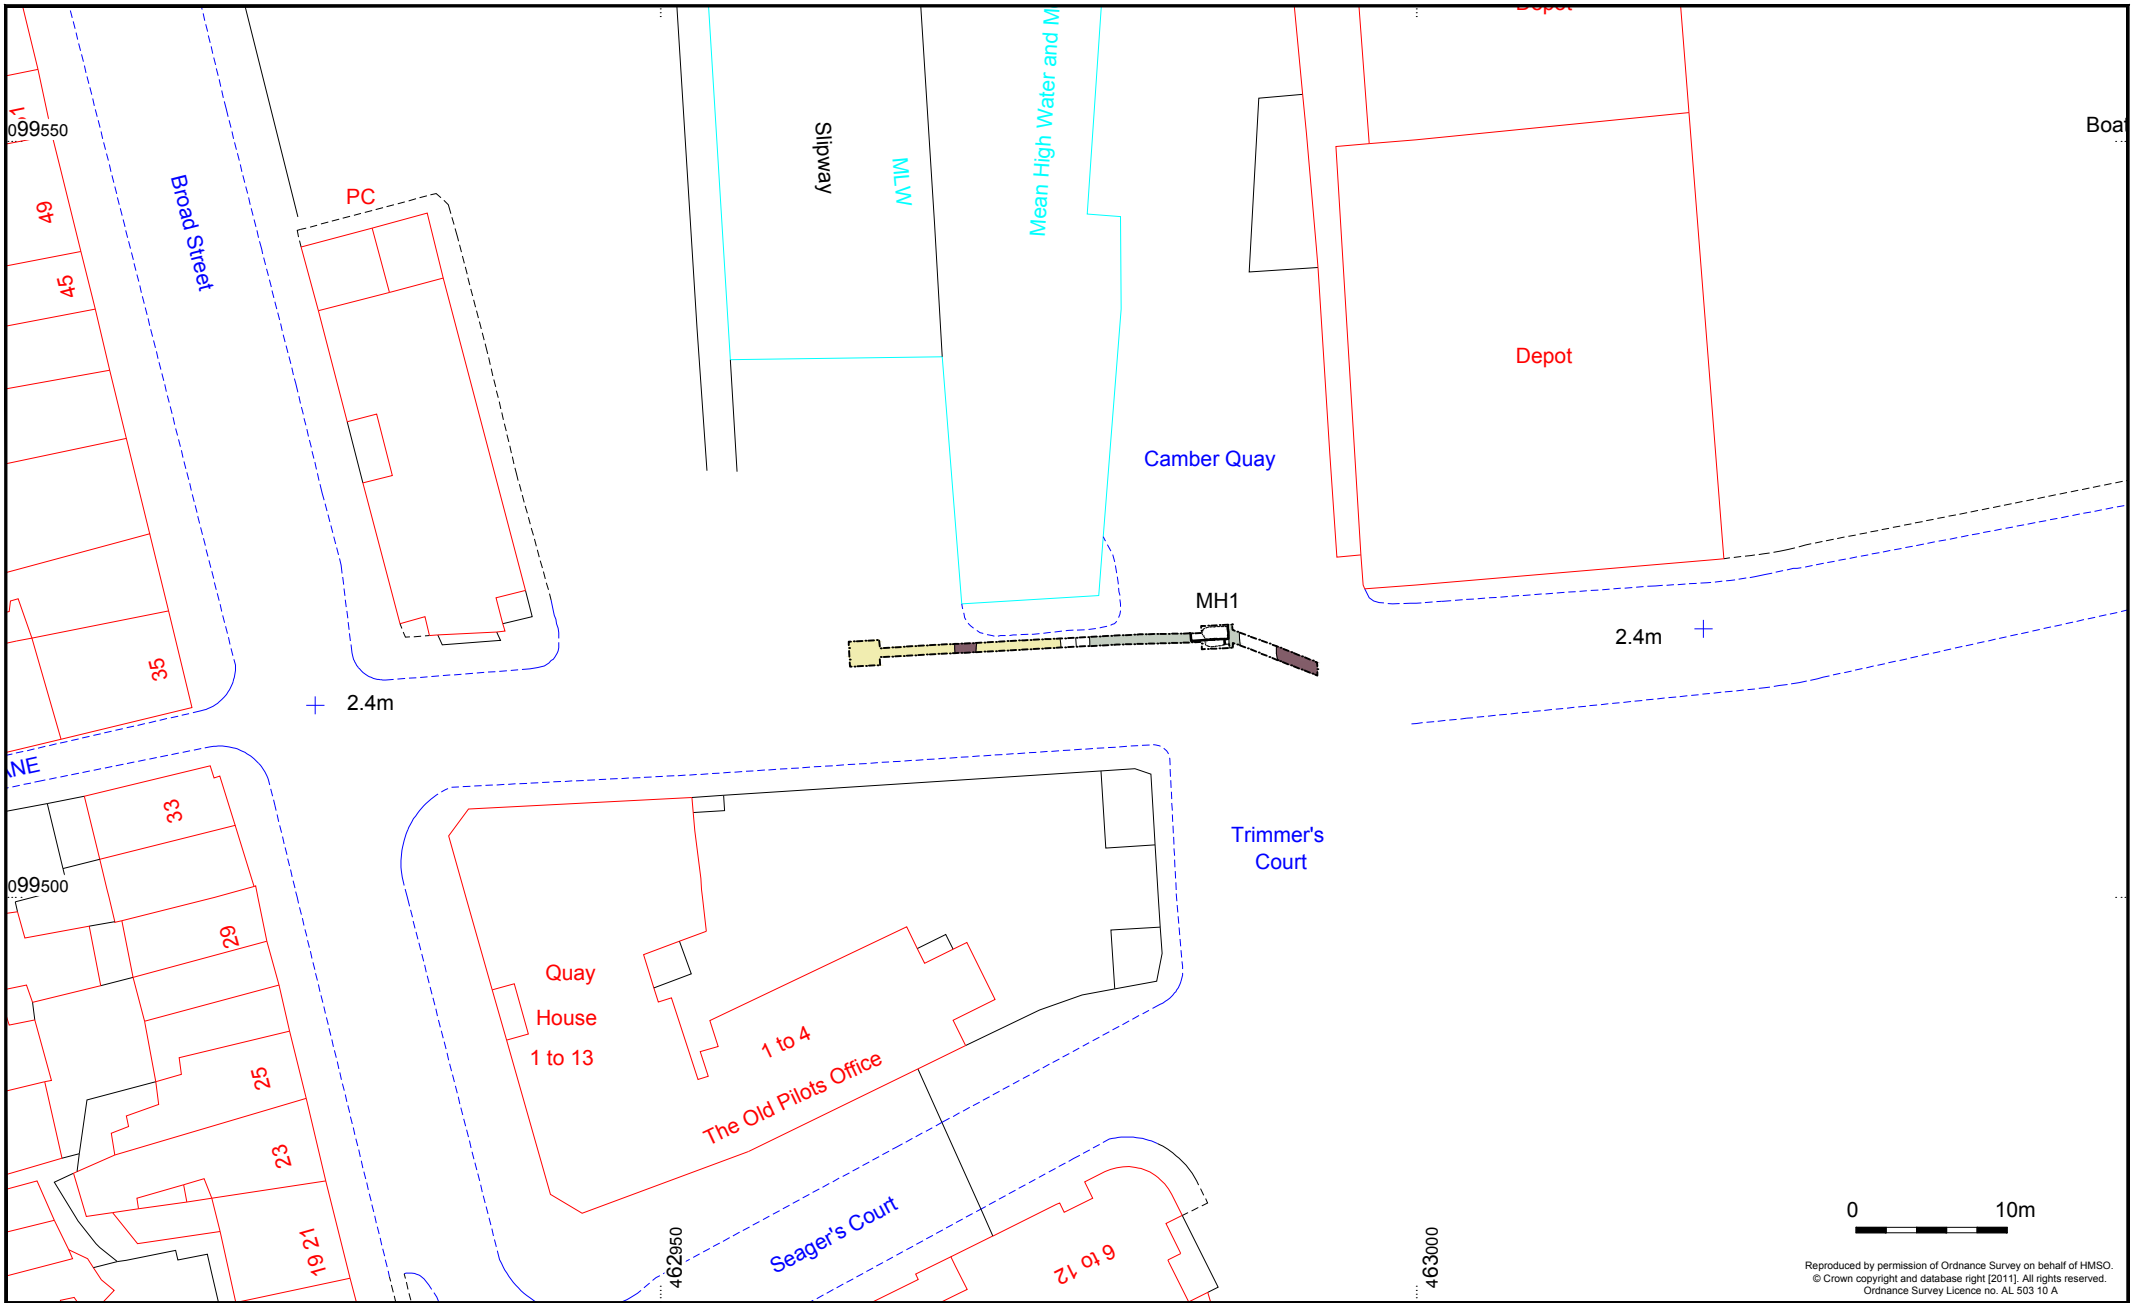 Depot
51
099550
Boat
Slipway
MLW
Mean High Water and M
Broad Street
PC
49
45
Depot
Camber Quay
MH1
2.4m
35
2.4m
ANE
33
Trimmer's
Court
099500
29
Quay
House
1 to 13
1 to 4
The Old Pilots Office
25
23
Seager's Court
19 21
462950
6 to 12
463000
0 10m
Reproduced by permission of Ordnance Survey on behalf of HMSO.
© Crown copyright and database right [2011]. All rights reserved.
Ordnance Survey Licence no. AL 503 10 A